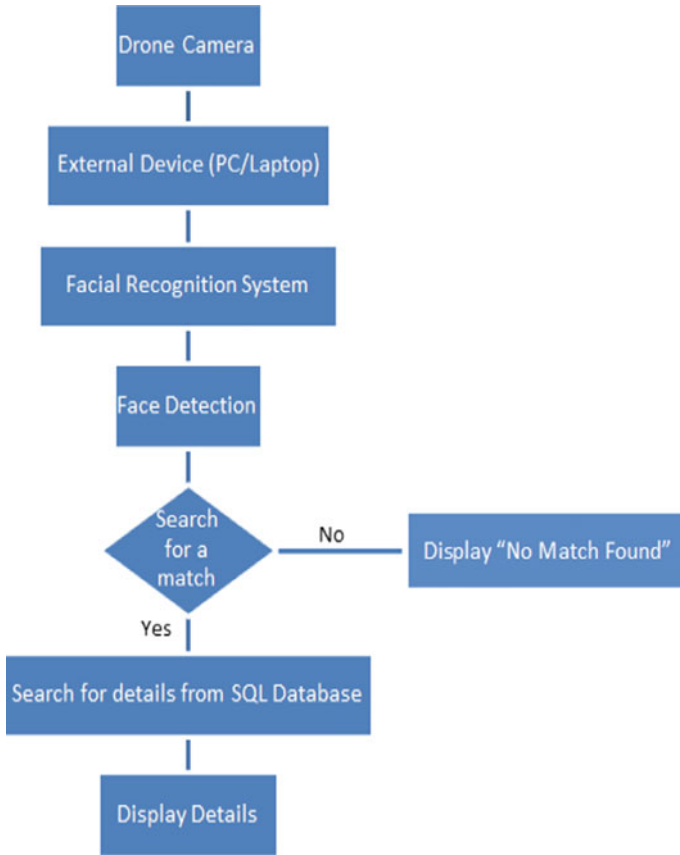 Drone Camera
External Device (PC/Laptop)
Facial Recognition System
Face Detection
Search
for a
match
No
Display “No Match Found”
Yes
Search for details from SQL Database
Display Details